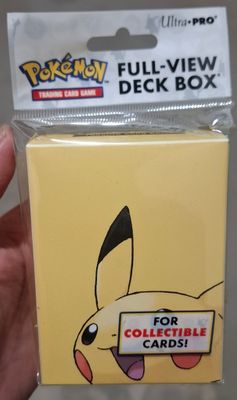 Ultra•PRO®
Pokémon
TRADING CARD GAME
FULL-VIEW
DECK BOX
FOR
COLLECTIBLE
CARDS!